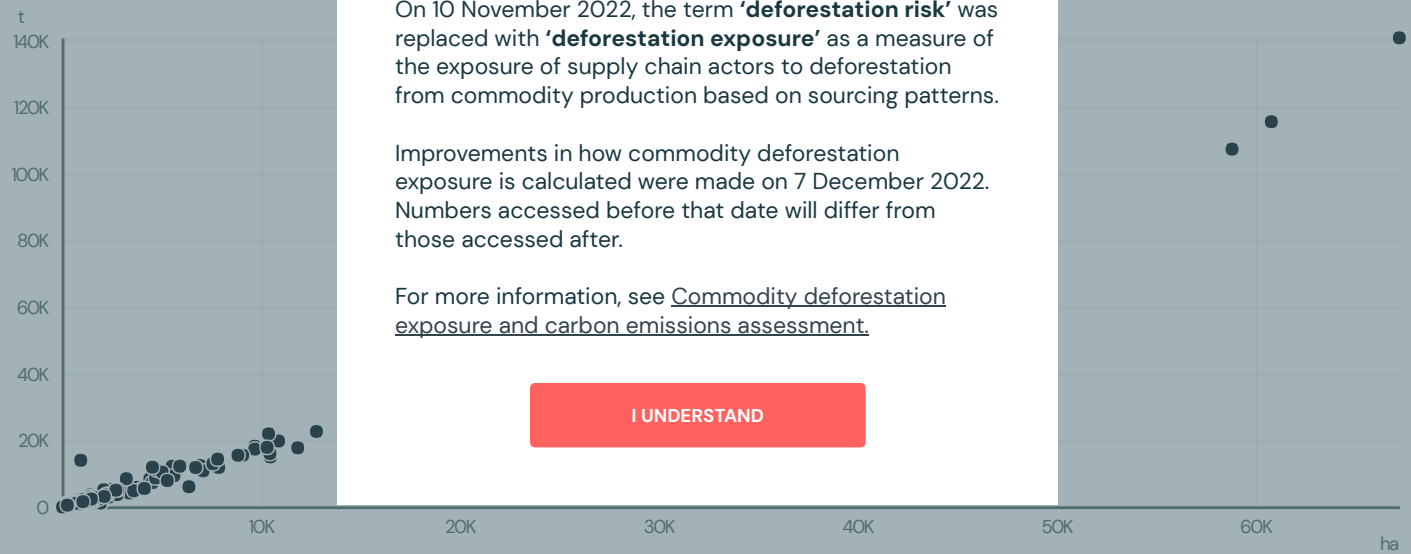 t
On 10 November 2022, the term ‘deforestation risk’ was
140K
replaced with ‘deforestation exposure’ as a measure of
the exposure of supply chain actors to deforestation
from commodity production based on sourcing patterns.
120K
Improvements in how commodity deforestation
100K
exposure is calculated were made on 7 December 2022.
Numbers accessed before that date will differ from
80K
those accessed after.
For more information, see Commodity deforestation
60K
exposure and carbon emissions assessment.
40K
I UNDERSTAND
20K
0
10K 20K 30K 40K 50K 60K
ha